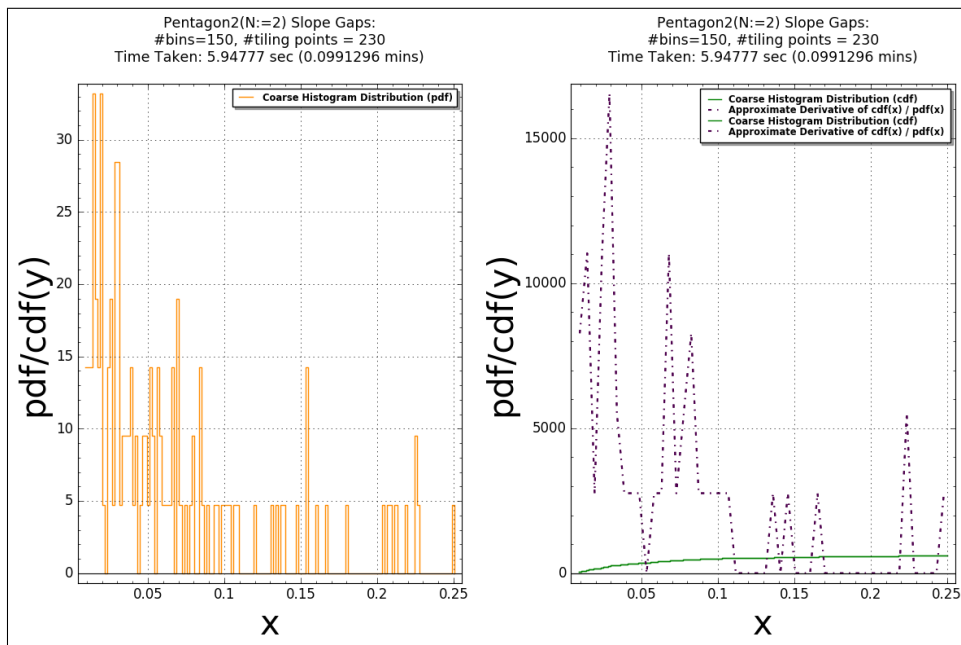 Pentagon2(N:=2) Slope Gaps:
#bins=150, #tiling points = 230
Time Taken: 5.94777 sec (0.0991296 mins)
Coarse Histogram Distribution (pdf)
30
25
20
15
10
5
0
pdf/cdf(y)
0.05
0.1
0.15
0.2
0.25
x
Pentagon2(N:=2) Slope Gaps:
#bins=150, #tiling points = 230
Time Taken: 5.94777 sec (0.0991296 mins)
Coarse Histogram Distribution (cdf)
Approximate Derivative of cdf(x) / pdf(x)
Coarse Histogram Distribution (cdf)
Approximate Derivative of cdf(x) / pdf(x)
15000
10000
5000
0
pdf/cdf(y)
0.05
0.1
0.15
0.2
0.25
x